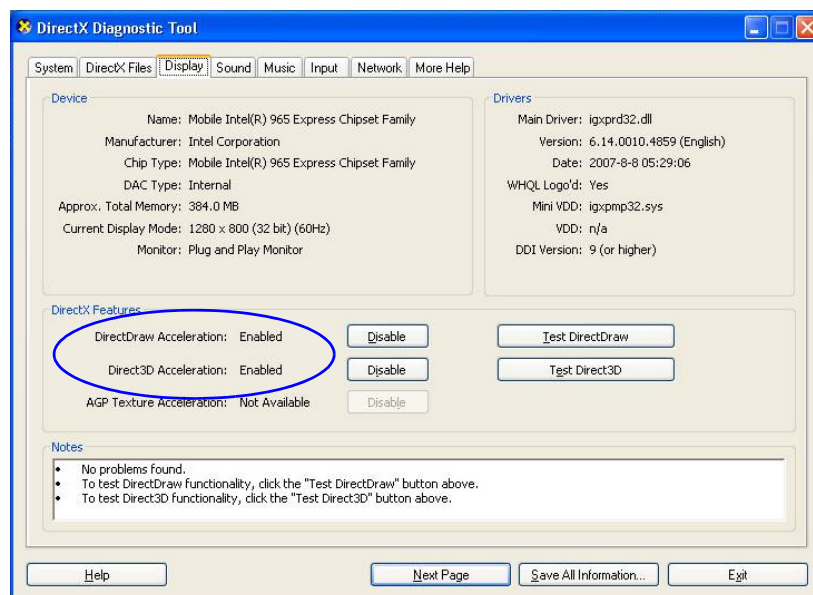 DirectX Diagnostic Tool
System DirectX Files Display Sound Music Input Network More Help
Device
Name: Mobile Intel(R) 965 Express Chipset Family
Manufacturer: Intel Corporation
Chip Type: Mobile Intel(R) 965 Express Chipset Family
DAC Type: Internal
Approx. Total Memory: 384.0 MB
Current Display Mode: 1280 x 800 (32 bit) (60Hz)
Monitor: Plug and Play Monitor
Drivers
Main Driver: igxprd32.dll
Version: 6.14.0010.4859 (English)
Date: 2007-8-8 05:29:06
WHQL Logo'd: Yes
Mini VDD: igxpmp32.sys
VDD: n/a
DDI Version: 9 (or higher)
DirectX Features
DirectDraw Acceleration: Enabled Disable Test DirectDraw
Direct3D Acceleration: Enabled Disable Test Direct3D
AGP Texture Acceleration: Not Available Disable
Notes
• No problems found.
• To test DirectDraw functionality, click the "Test DirectDraw" button above.
• To test Direct3D functionality, click the "Test Direct3D" button above.
Help Next Page Save All Information... Exit